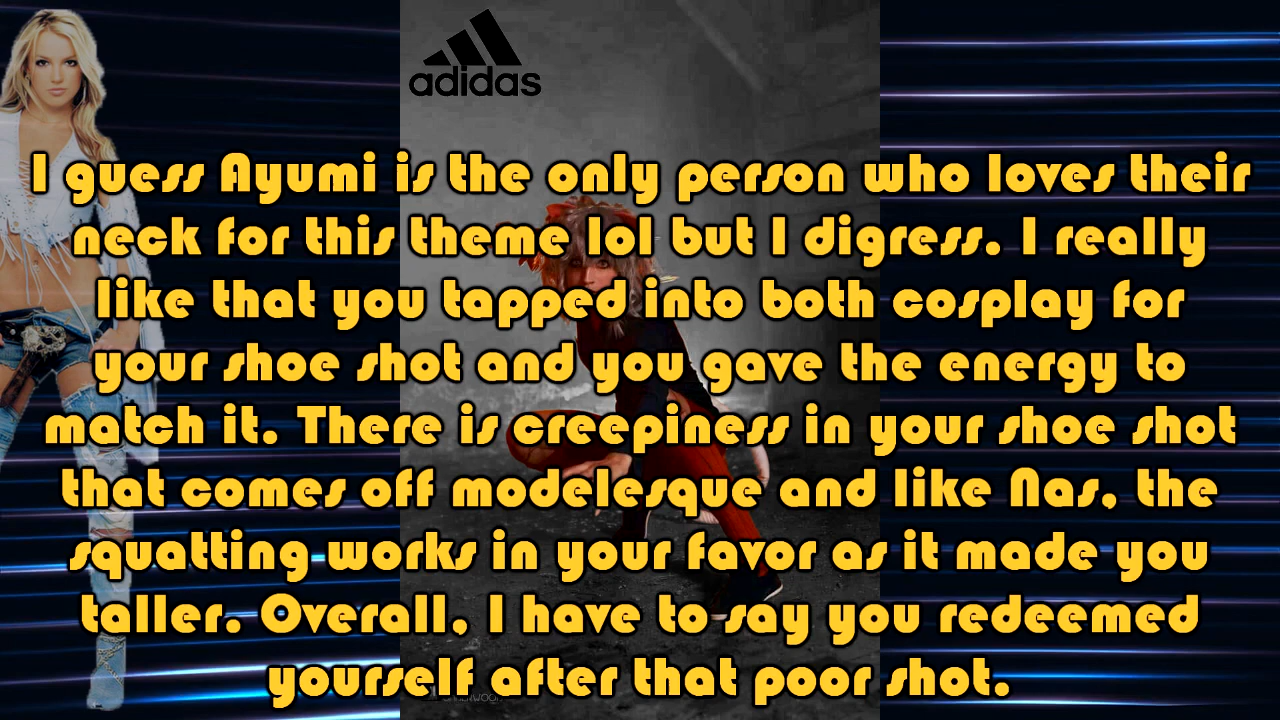 adidas
I guess Ayumi is the only person who loves their
neck for this theme lol but I digress. I really
like that you tapped into both cosplay for
your shoe shot and you gave the energy to
match it. There is creepiness in your shoe shot
that comes off modelesque and like Nas, the
squatting works in your favor as it made you
taller. Overall, I have to say you redeemed
yourself after that poor shot.